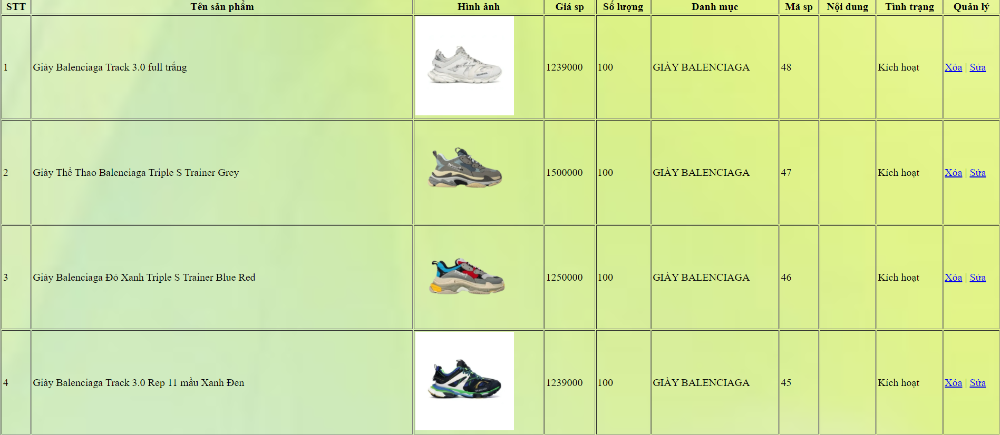 STT Tên sản phẩm Hình ảnh Giá sp Số lượng Danh mục Mã sp Nội dung Tình trạng Quản lý
1 Giày Balenciaga Track 3.0 full trắng 1239000 100 GIÀY BALENCIAGA 48 Kích hoạt Xóa | Sửa
2 Giày Thể Thao Balenciaga Triple S Trainer Grey 1500000 100 GIÀY BALENCIAGA 47 Kích hoạt Xóa | Sửa
3 Giày Balenciaga Đỏ Xanh Triple S Trainer Blue Red 1250000 100 GIÀY BALENCIAGA 46 Kích hoạt Xóa | Sửa
4 Giày Balenciaga Track 3.0 Rep 11 mầu Xanh Đen 1239000 100 GIÀY BALENCIAGA 45 Kích hoạt Xóa | Sửa